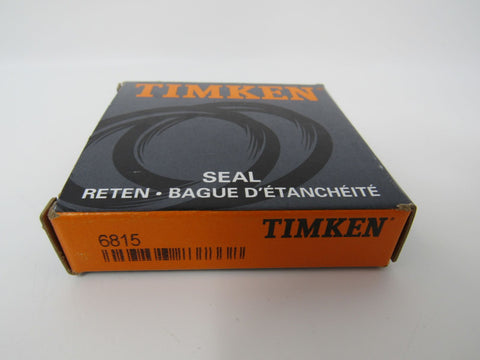 TIMKEN
SEAL
RETEN • BAGUE D'ÉTANCHÉITÉ
6815
TIMKEN